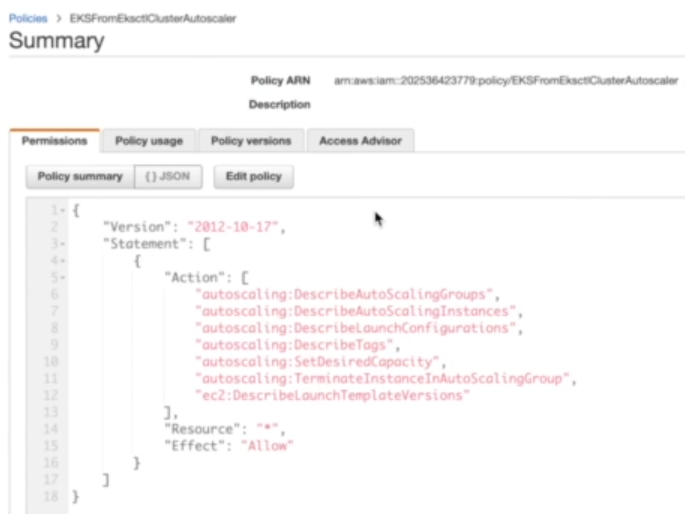 Policies > EKSFromEksctlClusterAutoscaler
Summary
Policy ARN arn:aws:iam::202536423779:policy/EKSFromEksctlClusterAutoscaler
Description
Permissions Policy usage Policy versions Access Advisor
Policy summary {} JSON Edit policy
1 {
2 "Version": "2012-10-17",
3 "Statement": [
4 {
5 "Action": [
6 "autoscaling:DescribeAutoScalingGroups",
7 "autoscaling:DescribeAutoScalingInstances",
8 "autoscaling:DescribeLaunchConfigurations",
9 "autoscaling:DescribeTags",
10 "autoscaling:SetDesiredCapacity",
11 "autoscaling:TerminateInstanceInAutoScalingGroup",
12 "ec2:DescribeLaunchTemplateVersions"
13 ],
14 "Resource": "*",
15 "Effect": "Allow"
16 }
17 ]
18 }